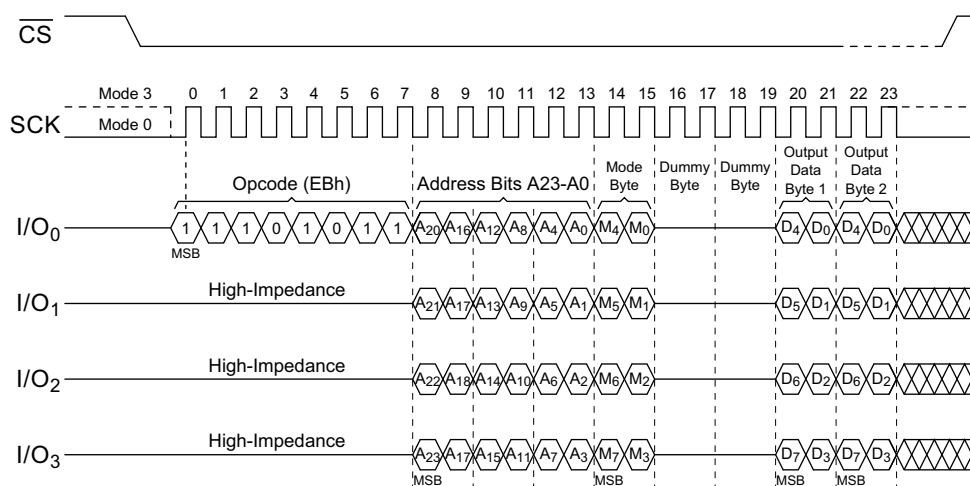 CS
Mode 3 0 1 2 3 4 5 6 7 8 9 10 11 12 13 14 15 16 17 18 19 20 21 22 23
SCK Mode 0
Opcode (EBh) Address Bits A23-A0 Mode Byte Dummy Byte Dummy Byte Output Data Byte 1 Output Data Byte 2
I/O0 1 1 1 0 1 0 1 1 A20 A16 A12 A8 A4 A0 M4 M0 D4 D0 D4 D0
MSB
I/O1 High-Impedance A21 A17 A13 A9 A5 A1 M5 M1 D5 D1 D5 D1
I/O2 High-Impedance A22 A18 A14 A10 A6 A2 M6 M2 D6 D2 D6 D2
I/O3 High-Impedance A23 A17 A15 A11 A7 A3 M7 M3 D7 D3 D7 D3
MSB MSB MSB MSB